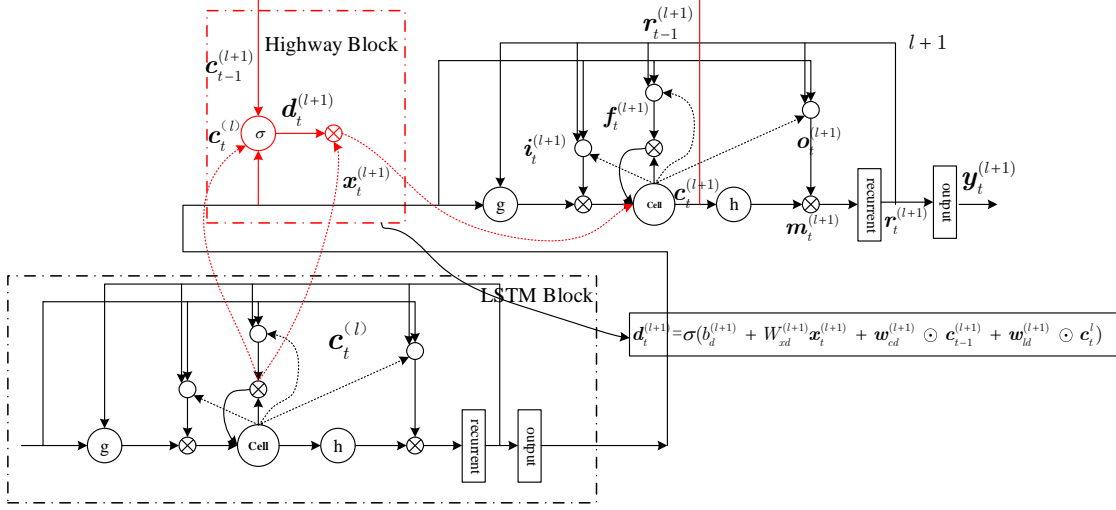 Highway Block
c_{t-1}^{(l+1)}
d_t^{(l+1)}
c_t^{(l)}
σ
x_t^{(l+1)}
r_{t-1}^{(l+1)}
l + 1
f_t^{(l+1)}
i_t^{(l+1)}
o_t^{(l+1)}
g
Cell
c_t^{(l+1)}
h
m_t^{(l+1)}
recurrent
r_t^{(l+1)}
output
y_t^{(l+1)}
LSTM Block
c_t^{(l)}
d_t^{(l+1)}=σ(b_d^{(l+1)} + W_{xd}^{(l+1)}x_t^{(l+1)} + w_{cd}^{(l+1)} ⊙ c_{t-1}^{(l+1)} + w_{ld}^{(l+1)} ⊙ c_t^l)
g
Cell
h
recurrent
output